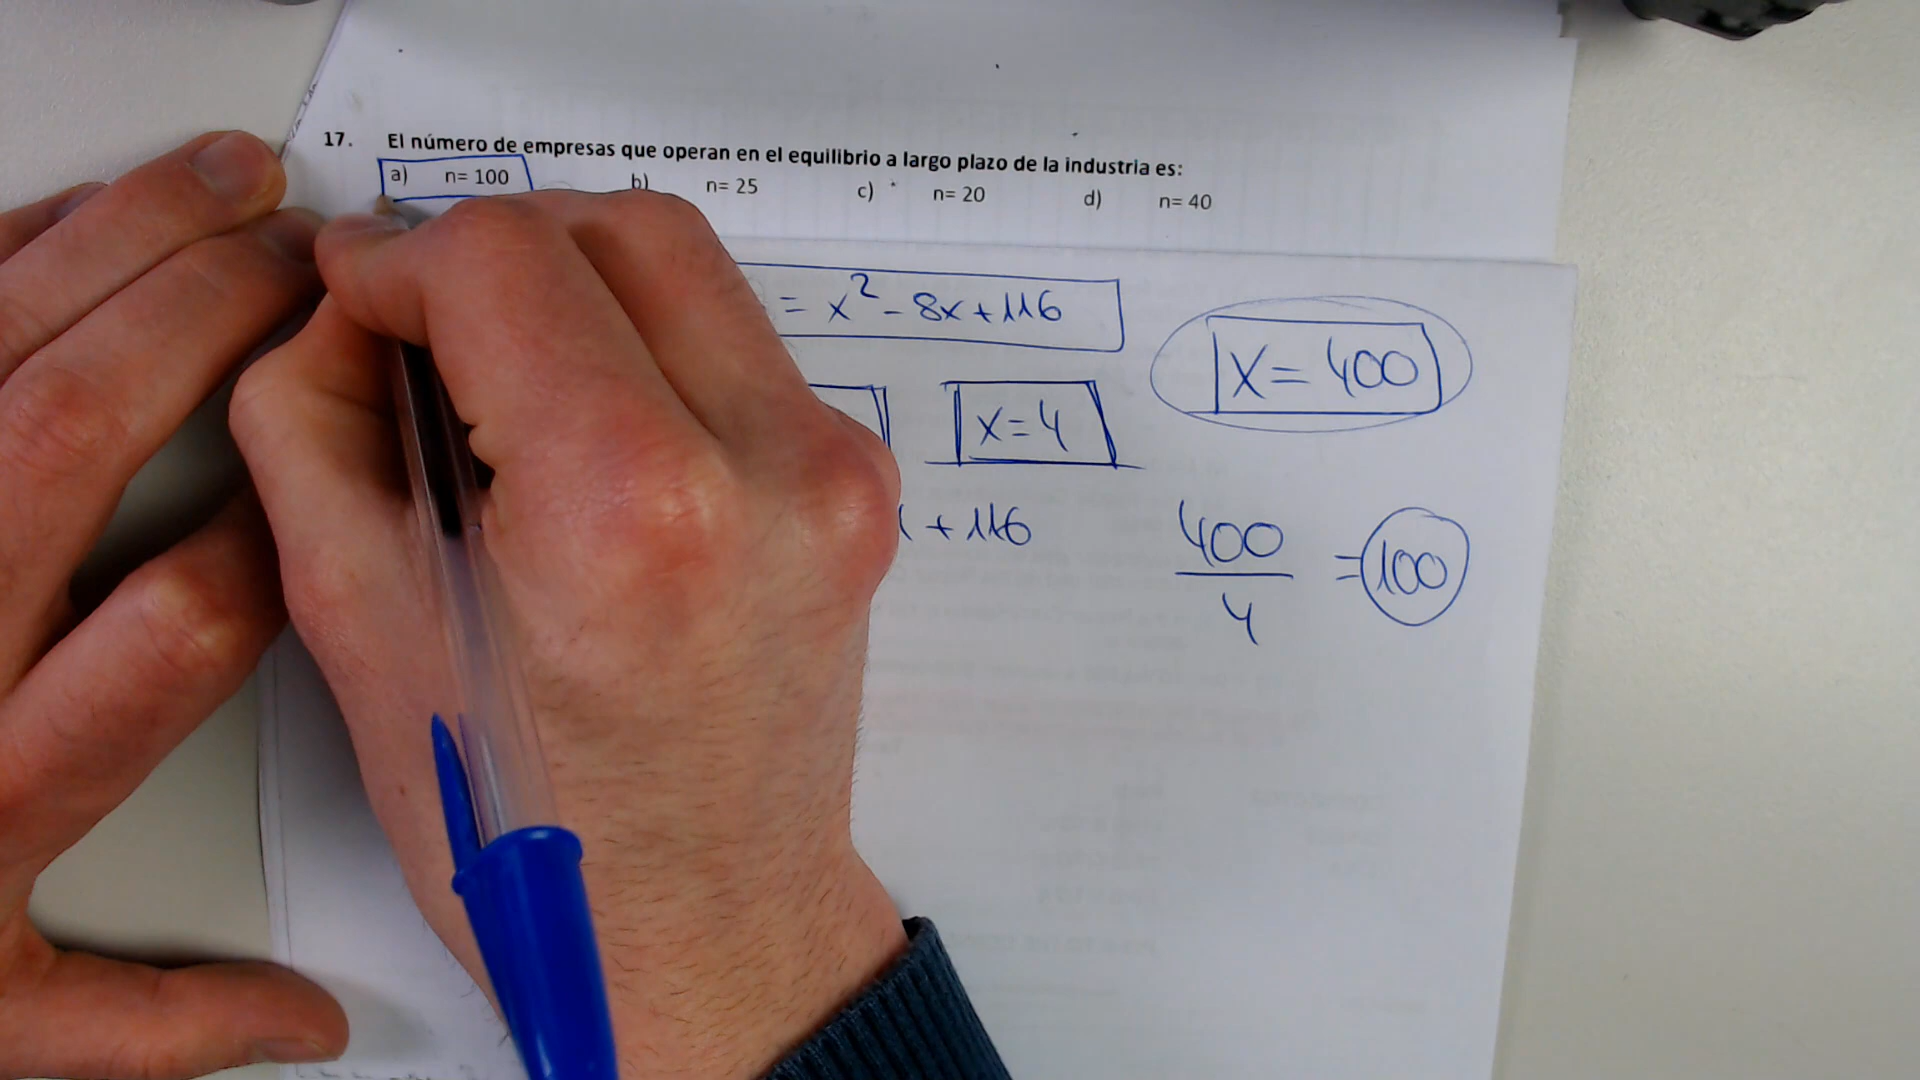 17. El número de empresas que operan en el equilibrio a largo plazo de la industria es:
a) n= 100 b) n= 25 c) n= 20 d) n= 40
= x² - 8x + 116
X = 400
x = 4
+ 116
400
4
= 100